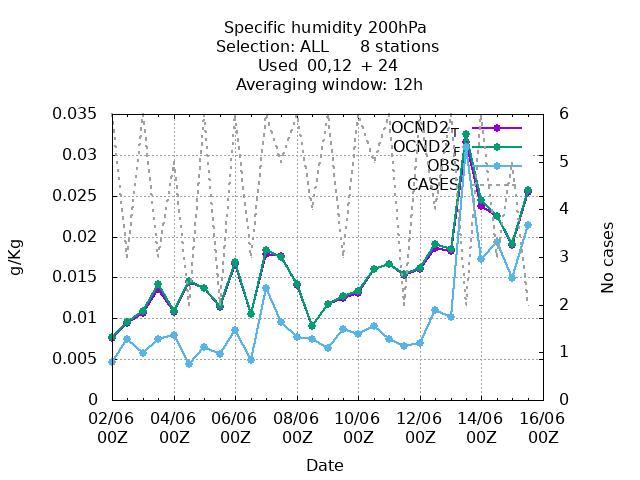 Specific humidity 200hPa
Selection: ALL 8 stations
Used 00,12 + 24
Averaging window: 12h
OCND2_T
OCND2_F
OBS
CASES
g/Kg
0.035
0.03
0.025
0.02
0.015
0.01
0.005
0
No cases
6
5
4
3
2
1
0
02/06 04/06 06/06 08/06 10/06 12/06 14/06 16/06
00Z 00Z 00Z 00Z 00Z 00Z 00Z 00Z
Date